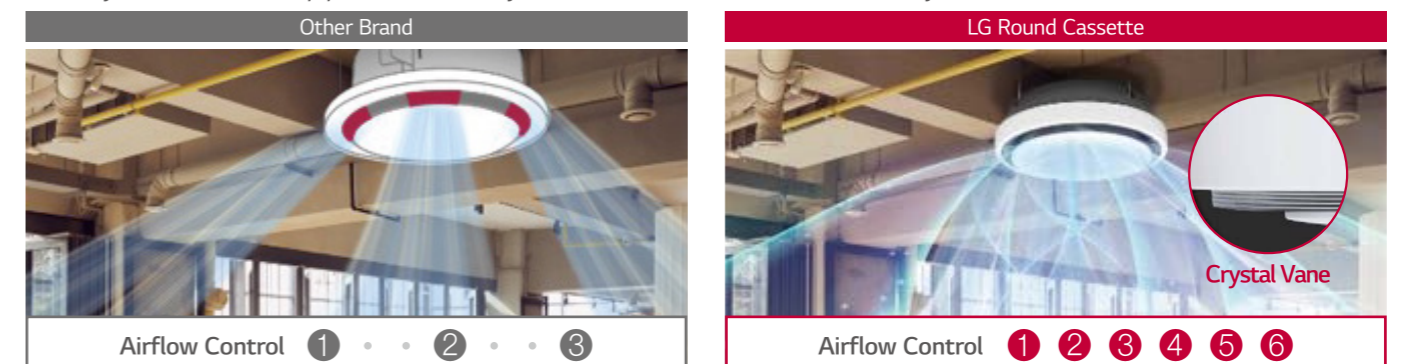 Other Brand
Airflow Control 1 2 3
LG Round Cassette
Crystal Vane
Airflow Control 1 2 3 4 5 6